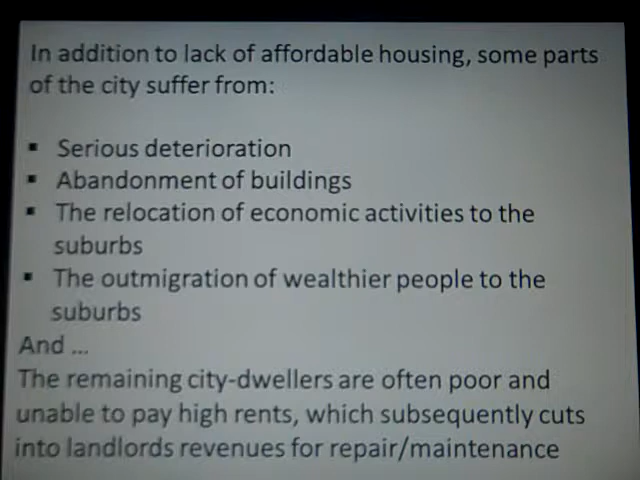 In addition to lack of affordable housing, some parts
of the city suffer from:
▪ Serious deterioration
▪ Abandonment of buildings
▪ The relocation of economic activities to the
suburbs
▪ The outmigration of wealthier people to the
suburbs
And ...
The remaining city-dwellers are often poor and
unable to pay high rents, which subsequently cuts
into landlords revenues for repair/maintenance